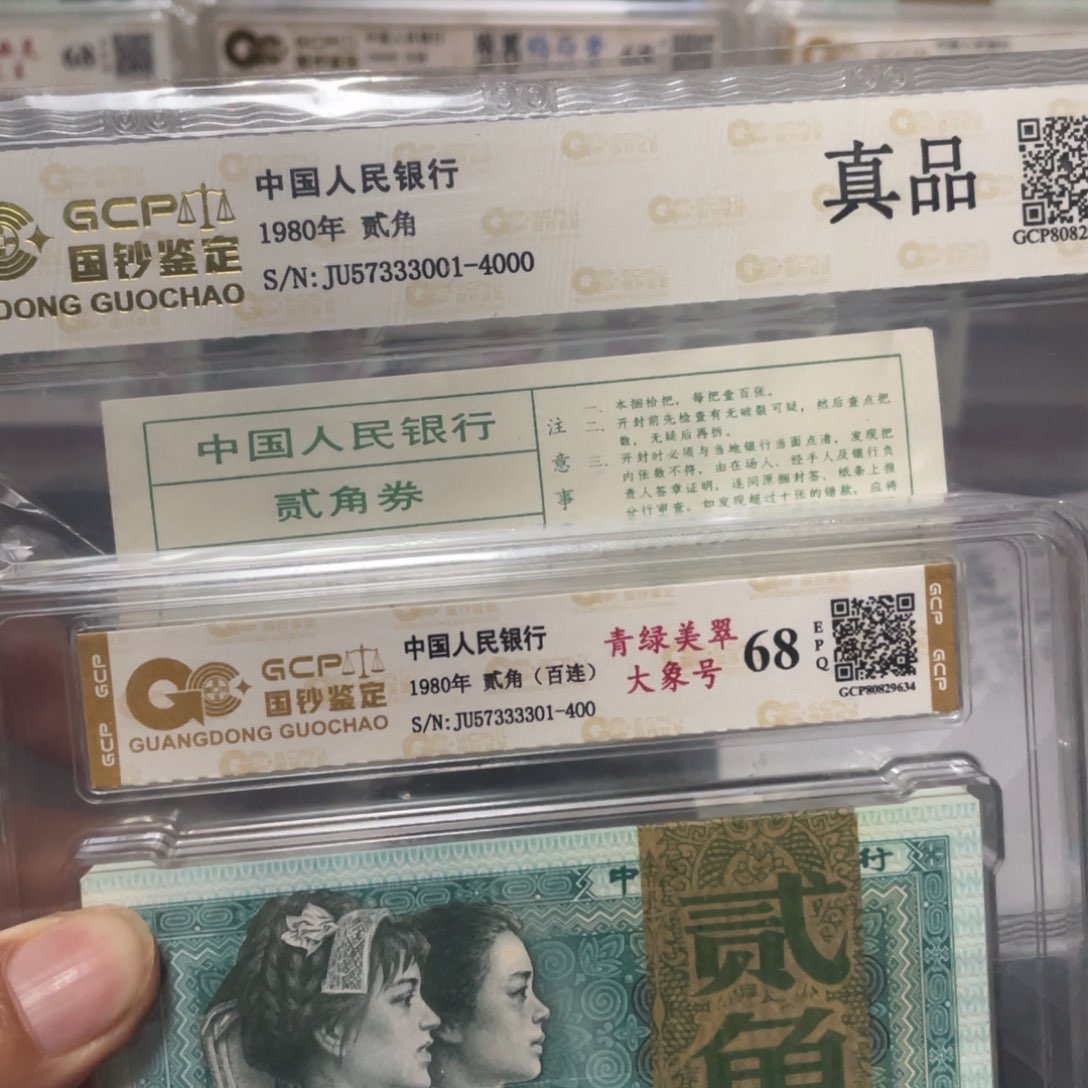 68
GCP
国钞鉴定
DONG GUOCHAO
中国人民银行
1980年 贰角
S/N:JU57333001-4000
真品
GCP8082
中国人民银行
贰角券
注
意
事
一、本捆拾把，每把壹百张。
二、开封前先检查有无破裂可疑，然后查点把
数，无疑后再拆。
三、开封时必须与当地银行当面点清，发现把
内张数不符，由在场人、经手人及银行负
责人签章证明，连同原捆封签、纸条上报
分行审查。如发现超过十张的错款，应将
GCP
GCP
GCP
国钞鉴定
GUANGDONG GUOCHAO
中国人民银行
1980年 贰角（百连）
S/N:JU57333301-400
青绿美翠
大象号
68
EPQ
GCP80829634
GCP
GCP
中
行
贰
角